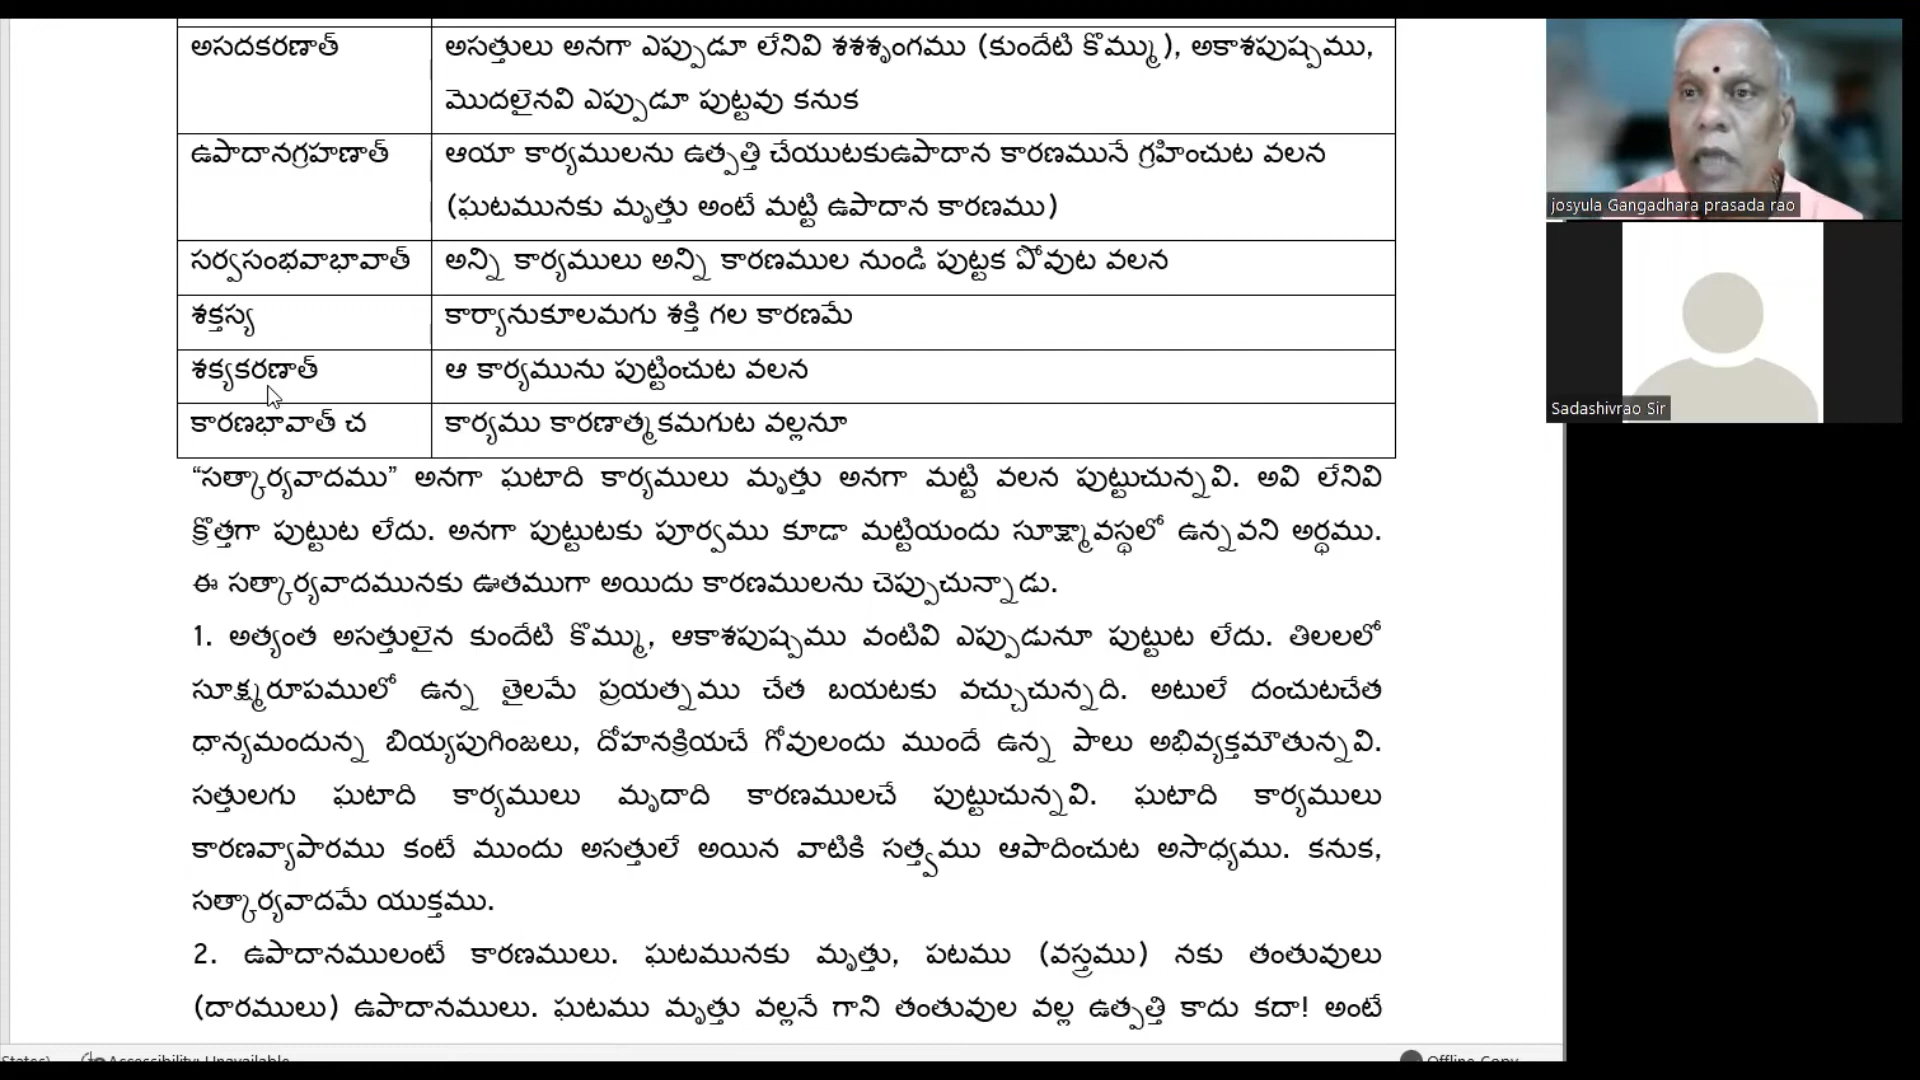 అసదకరణాత్ అసత్తులు అనగా ఎప్పుడూ లేనివి శశశృంగము (కుందేటి కొమ్ము), అకాశపుష్పము,
మొదలైనవి ఎప్పుడూ పుట్టవు కనుక
ఉపాదానగ్రహణాత్ ఆయా కార్యములను ఉత్పత్తి చేయుటకుఉపాదాన కారణమునే గ్రహించుట వలన
(ఘటమునకు మృత్తు అంటే మట్టి ఉపాదాన కారణము)
సర్వసంభవాభావాత్ అన్ని కార్యములు అన్ని కారణముల నుండి పుట్టక పోవుట వలన
శక్తస్య కార్యానుకూలమగు శక్తి గల కారణమే
శక్యకరణాత్ ఆ కార్యమును పుట్టించుట వలన
కారణభావాత్ చ కార్యము కారణాత్మకమగుట వల్లనూ
“సత్కార్యవాదము” అనగా ఘటాది కార్యములు మృత్తు అనగా మట్టి వలన పుట్టుచున్నవి. అవి లేనివి
క్రొత్తగా పుట్టుట లేదు. అనగా పుట్టుటకు పూర్వము కూడా మట్టియందు సూక్ష్మావస్థలో ఉన్నవని అర్థము.
ఈ సత్కార్యవాదమునకు ఊతముగా అయిదు కారణములను చెప్పుచున్నాడు.
1. అత్యంత అసత్తులైన కుందేటి కొమ్ము, ఆకాశపుష్పము వంటివి ఎప్పుడునూ పుట్టుట లేదు. తిలలలో
సూక్ష్మరూపములో ఉన్న తైలమే ప్రయత్నము చేత బయటకు వచ్చుచున్నది. అటులే దంచుటచేత
ధాన్యమందున్న బియ్యపుగింజలు, దోహనక్రియచే గోవులందు ముందే ఉన్న పాలు అభివ్యక్తమౌతున్నవి.
సత్తులగు ఘటాది కార్యములు మృదాది కారణములచే పుట్టుచున్నవి. ఘటాది కార్యములు
కారణవ్యాపారము కంటే ముందు అసత్తులే అయిన వాటికి సత్త్వము ఆపాదించుట అసాధ్యము. కనుక,
సత్కార్యవాదమే యుక్తము.
2. ఉపాదానములంటే కారణములు. ఘటమునకు మృత్తు, పటము (వస్త్రము) నకు తంతువులు
(దారములు) ఉపాదానములు. ఘటము మృత్తు వల్లనే గాని తంతువుల వల్ల ఉత్పత్తి కాదు కదా! అంటే
josyula Gangadhara prasada rao
Sadashivrao Sir
States) Accessibility: Unavailable Offline Copy